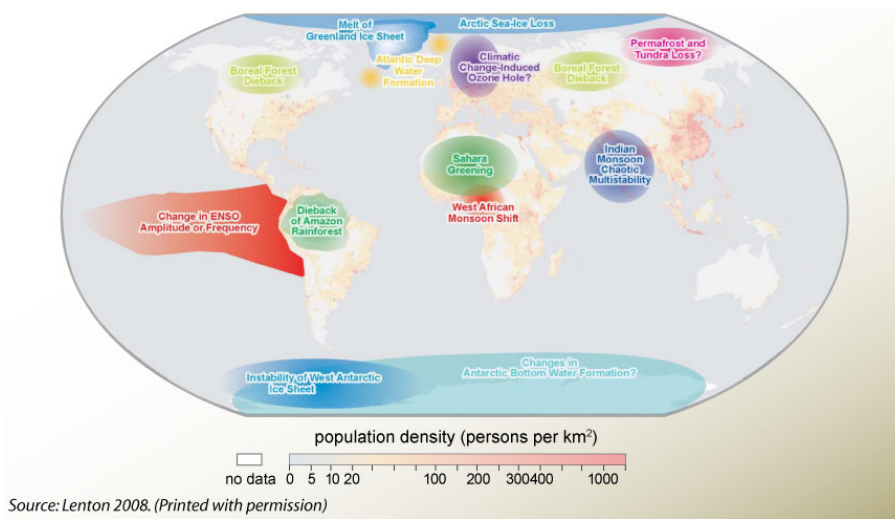 Melt of
Greenland Ice Sheet
Arctic Sea-Ice Loss
Atlantic Deep
Water
Formation
Climatic
Change-Induced
Ozone Hole?
Permafrost and
Tundra Loss?
Boreal Forest
Dieback
Boreal Forest
Dieback
Sahara
Greening
Indian
Monsoon
Chaotic
Multistability
West African
Monsoon Shift
Change in ENSO
Amplitude or Frequency
Dieback
of Amazon
Rainforest
Instability of West Antarctic
Ice Sheet
Changes in
Antarctic Bottom Water Formation?
population density (persons per km²)
no data 0 5 10 20 100 200 300 400 1000
Source: Lenton 2008. (Printed with permission)